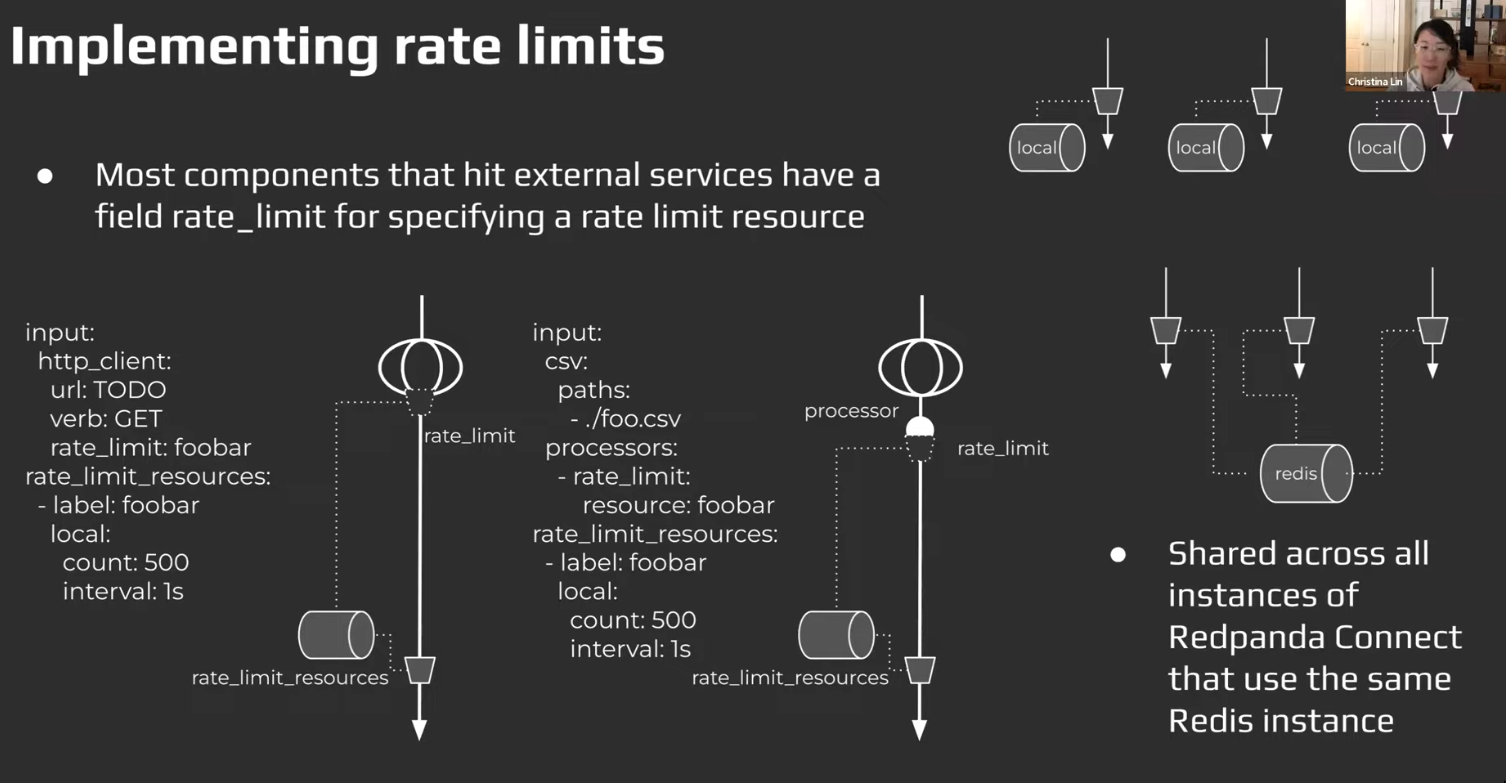 Implementing rate limits
Christina Lin
local
local
local
● Most components that hit external services have a
field rate_limit for specifying a rate limit resource
input:
  http_client:
    url: TODO
    verb: GET
    rate_limit: foobar
rate_limit_resources:
  - label: foobar
    local:
      count: 500
      interval: 1s
rate_limit
rate_limit_resources
input:
  csv:
    paths:
      - ./foo.csv
  processors:
    - rate_limit:
        resource: foobar
rate_limit_resources:
  - label: foobar
    local:
      count: 500
      interval: 1s
processor
rate_limit
rate_limit_resources
redis
● Shared across all
instances of
Redpanda Connect
that use the same
Redis instance